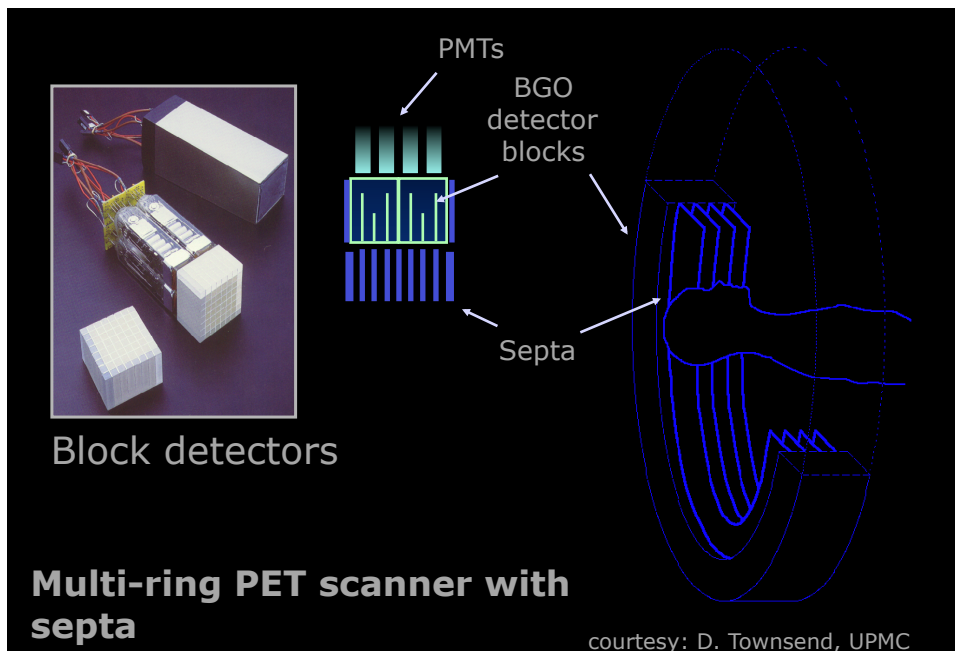 PMTs
BGO
detector
blocks
Septa
Block detectors
Multi-ring PET scanner with
septa
courtesy: D. Townsend, UPMC